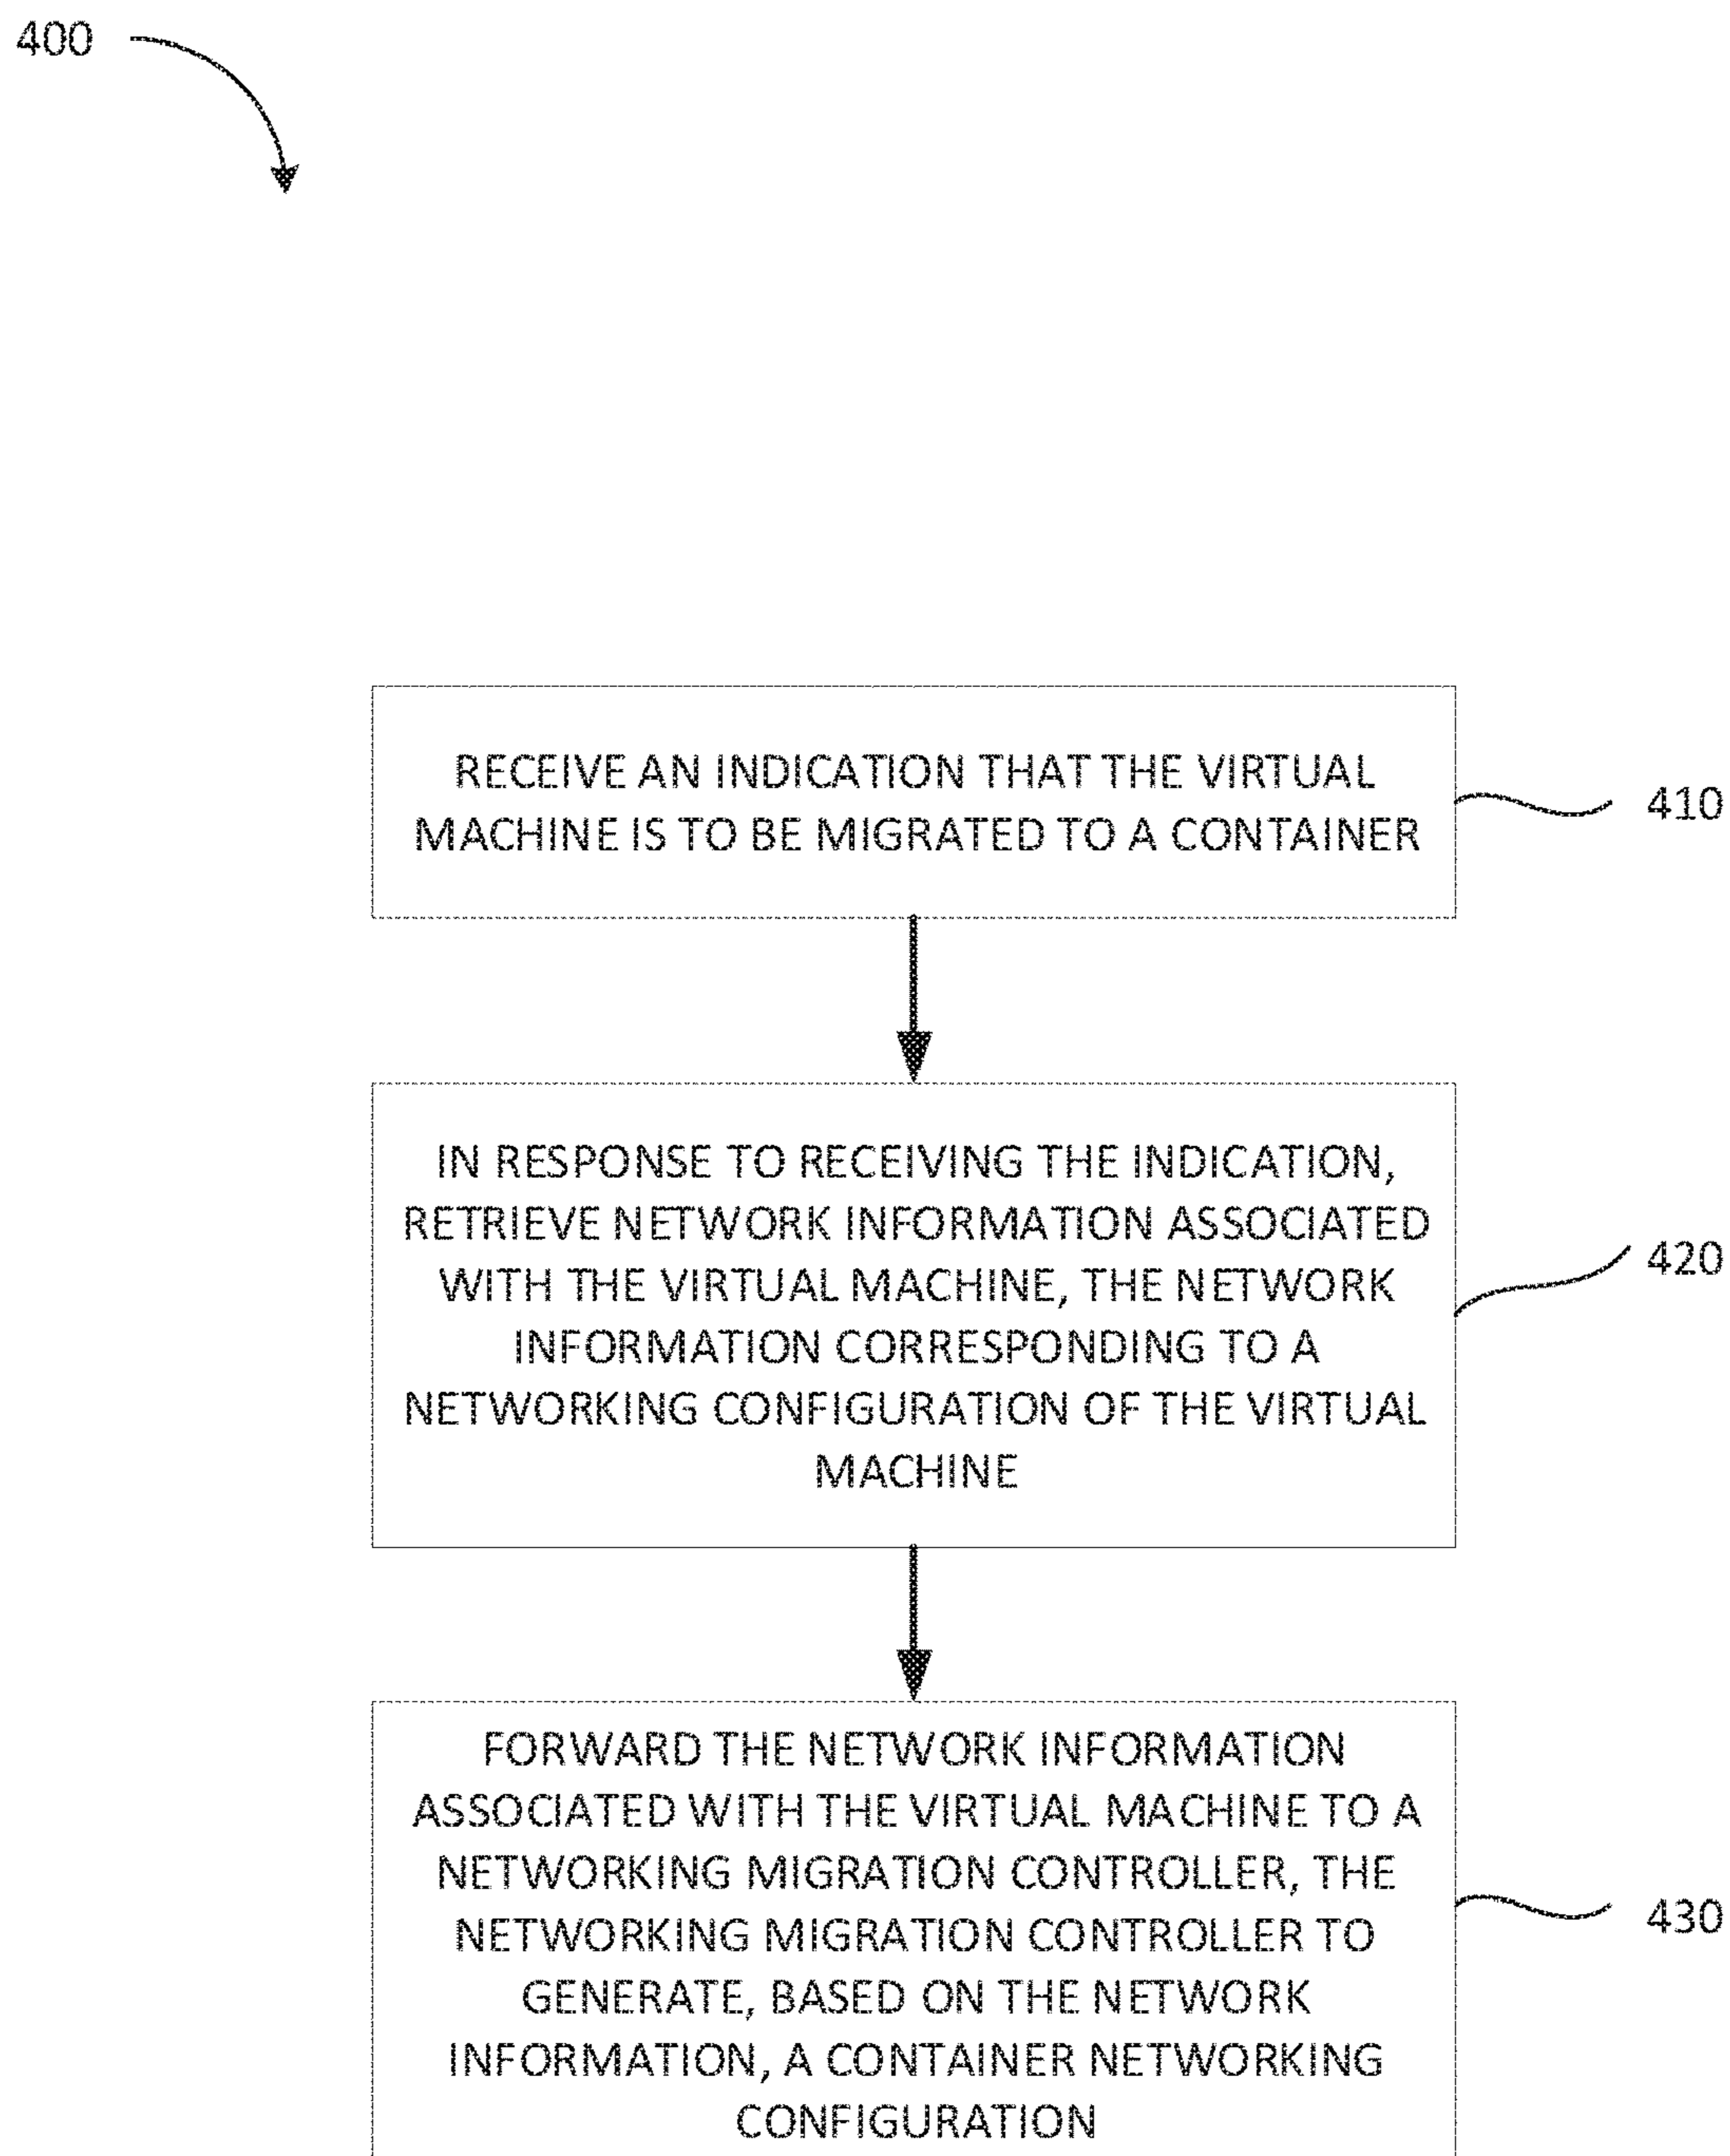 400
RECEIVE AN INDICATION THAT THE VIRTUAL
MACHINE IS TO BE MIGRATED TO A CONTAINER
410
IN RESPONSE TO RECEIVING THE INDICATION,
RETRIEVE NETWORK INFORMATION ASSOCIATED
WITH THE VIRTUAL MACHINE, THE NETWORK
INFORMATION CORRESPONDING TO A
NETWORKING CONFIGURATION OF THE VIRTUAL
MACHINE
420
FORWARD THE NETWORK INFORMATION
ASSOCIATED WITH THE VIRTUAL MACHINE TO A
NETWORKING MIGRATION CONTROLLER, THE
NETWORKING MIGRATION CONTROLLER TO
GENERATE, BASED ON THE NETWORK
INFORMATION, A CONTAINER NETWORKING
CONFIGURATION
430